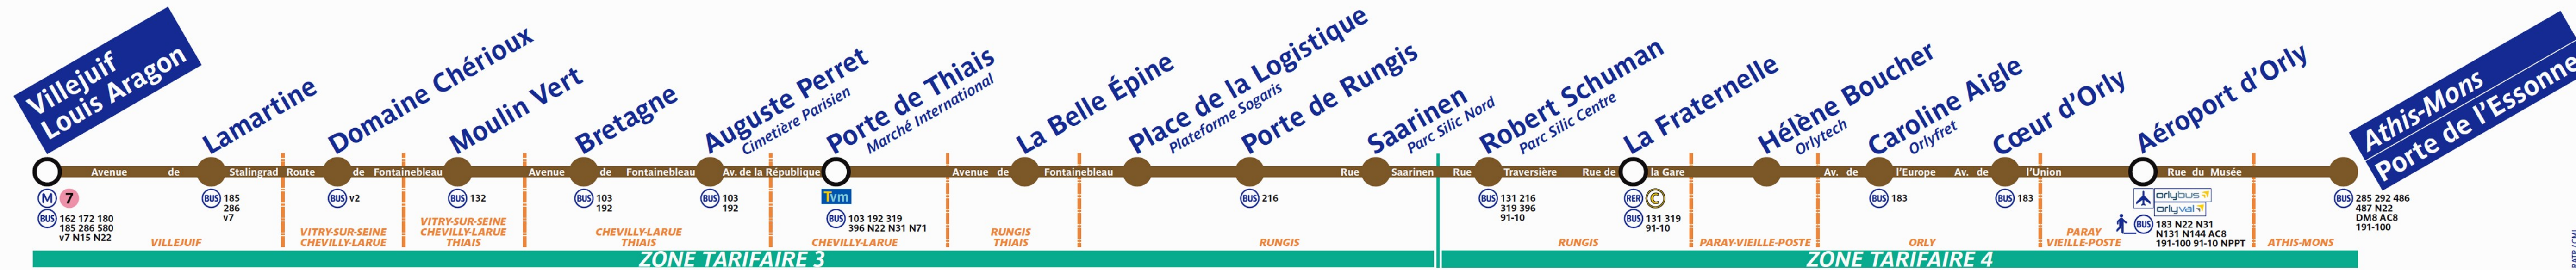 Villejuif
Louis Aragon
Lamartine
Domaine Chérioux
Moulin Vert
Bretagne
Auguste Perret
Cimetière Parisien
Porte de Thiais
Marché International
La Belle Épine
Place de la Logistique
Plateforme Sogaris
Porte de Rungis
Saarinen
Parc Silic Nord
Robert Schuman
Parc Silic Centre
La Fraternelle
Hélène Boucher
Orlytech
Caroline Aigle
Orlyfret
Cœur d'Orly
Aéroport d'Orly
Athis-Mons
Porte de l'Essonne
Avenue de Stalingrad Route de Fontainebleau Avenue de Fontainebleau Av. de la République Avenue de Fontainebleau Rue Saarinen Rue Traversière Rue de la Gare Av. de l'Europe Av. de l'Union Rue du Musée
M 7
BUS 162 172 180
185 286 580
v7 N15 N22
BUS 185
286
v7
BUS v2
BUS 132
BUS 103
192
BUS 103
192
Tvm
BUS 103 192 319
396 N22 N31 N71
BUS 216
BUS 131 216
319 396
91-10
RER C
BUS 131 319
91-10
BUS 183
BUS 183
orlybus
orlyval
BUS 183 N22 N31
N131 N144 AC8
191-100 91-10 NPPT
BUS 285 292 486
487 N22
DM8 AC8
191-100
VILLEJUIF
VITRY-SUR-SEINE
CHEVILLY-LARUE
VITRY-SUR-SEINE
CHEVILLY-LARUE
THIAIS
CHEVILLY-LARUE
THIAIS
CHEVILLY-LARUE
RUNGIS
THIAIS
RUNGIS
RUNGIS
PARAY-VIEILLE-POSTE
ORLY
PARAY
VIEILLE-POSTE
ATHIS-MONS
ZONE TARIFAIRE 3
ZONE TARIFAIRE 4